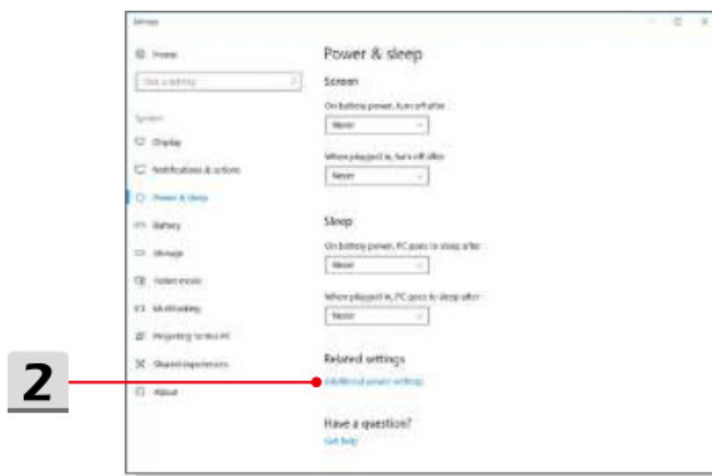 Settings
Home
Find a setting
System
Display
Notifications & actions
Power & sleep
Battery
Storage
Tablet mode
Multitasking
Projecting to this PC
Shared experiences
About
Power & sleep
Screen
On battery power, turn off after
Never
When plugged in, turn off after
Never
Sleep
On battery power, PC goes to sleep after
Never
When plugged in, PC goes to sleep after
Never
Related settings
Additional power settings
Have a question?
Get help
2